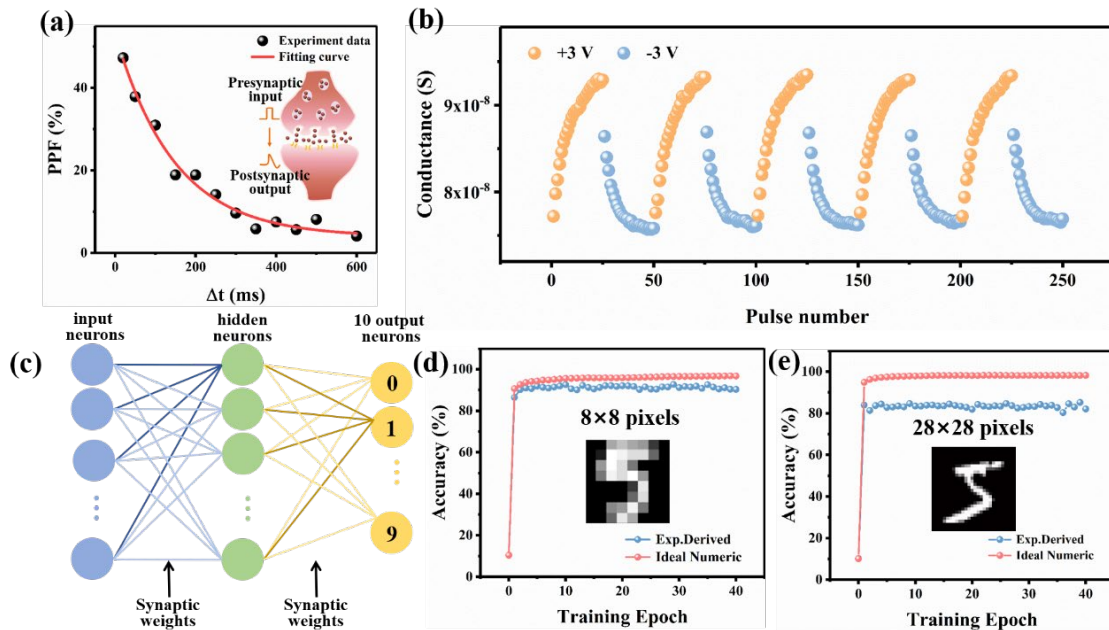 (a)
Experiment data
Fitting curve
Presynaptic
input
Postsynaptic
output
PPF (%)
40
20
0
0
200
400
600
Δt (ms)
(b)
+3 V
-3 V
Conductance (S)
9×10⁻⁸
8×10⁻⁸
0
50
100
150
200
250
Pulse number
(c)
input
neurons
hidden
neurons
10 output
neurons
0
1
9
Synaptic
weights
Synaptic
weights
(d)
Accuracy (%)
100
80
60
40
20
0
8×8 pixels
Exp.Derived
Ideal Numeric
0
10
20
30
40
Training Epoch
(e)
Accuracy (%)
100
80
60
40
20
0
28×28 pixels
Exp.Derived
Ideal Numeric
0
10
20
30
40
Training Epoch